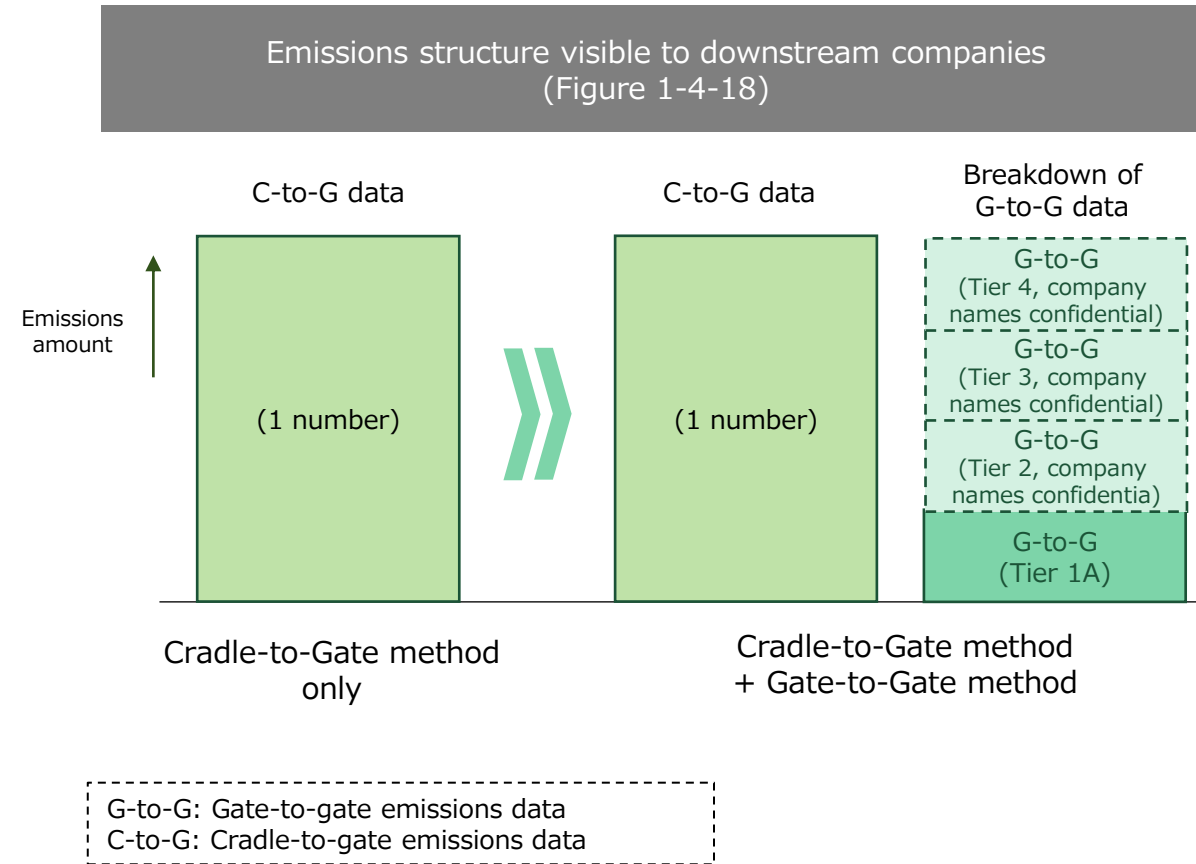 Emissions structure visible to downstream companies
(Figure 1-4-18)
C-to-G data
C-to-G data
Breakdown of
G-to-G data
Emissions
amount
(1 number)
(1 number)
G-to-G
(Tier 4, company
names confidential)
G-to-G
(Tier 3, company
names confidential)
G-to-G
(Tier 2, company
names confidentia)
G-to-G
(Tier 1A)
Cradle-to-Gate method
only
Cradle-to-Gate method
+ Gate-to-Gate method
G-to-G: Gate-to-gate emissions data
C-to-G: Cradle-to-gate emissions data